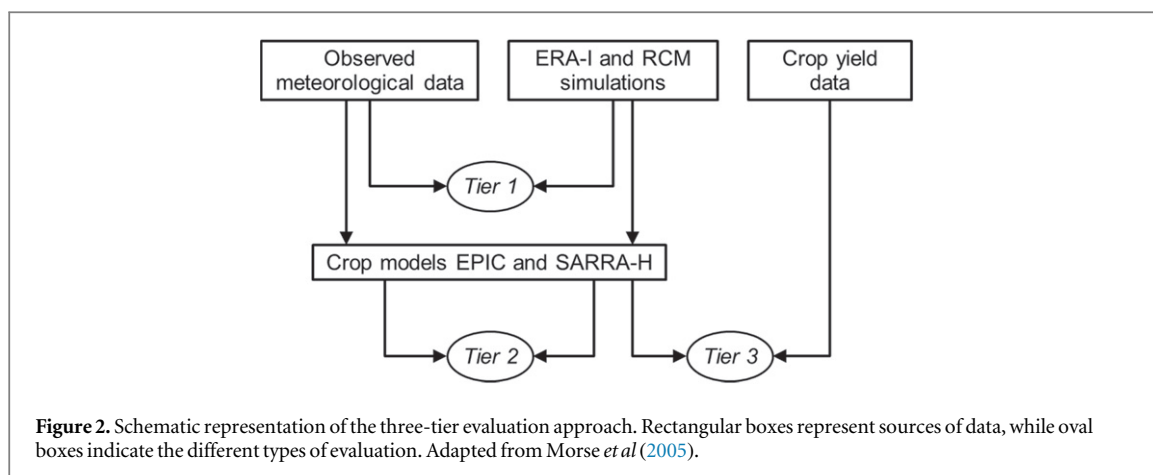 Observed
meteorological data
ERA-I and RCM
simulations
Crop yield
data
Tier 1
Crop models EPIC and SARRA-H
Tier 2
Tier 3
Figure 2. Schematic representation of the three-tier evaluation approach. Rectangular boxes represent sources of data, while oval
boxes indicate the different types of evaluation. Adapted from Morse et al (2005).